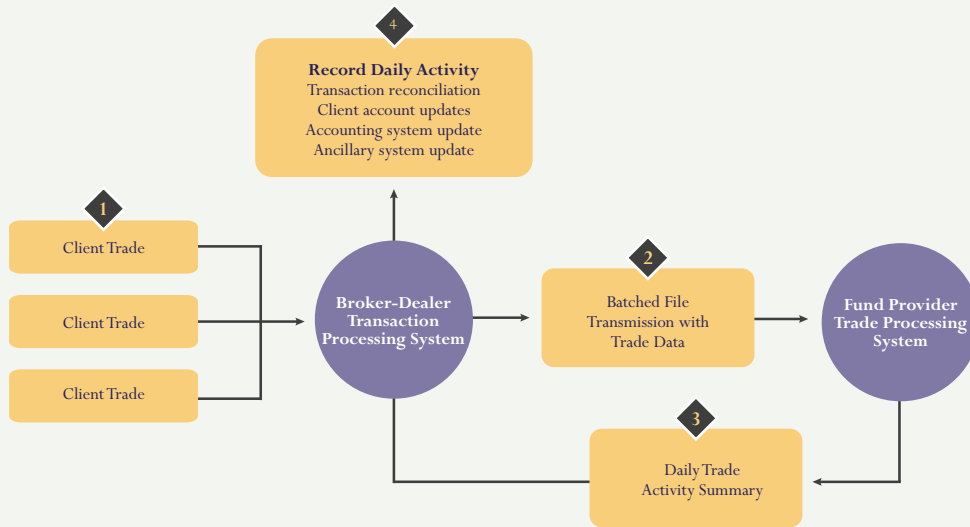 4
Record Daily Activity
Transaction reconciliation
Client account updates
Accounting system update
Ancillary system update
1
Client Trade
Client Trade
Client Trade
Broker-Dealer
Transaction
Processing System
2
Batched File
Transmission with
Trade Data
Fund Provider
Trade Processing
System
3
Daily Trade
Activity Summary